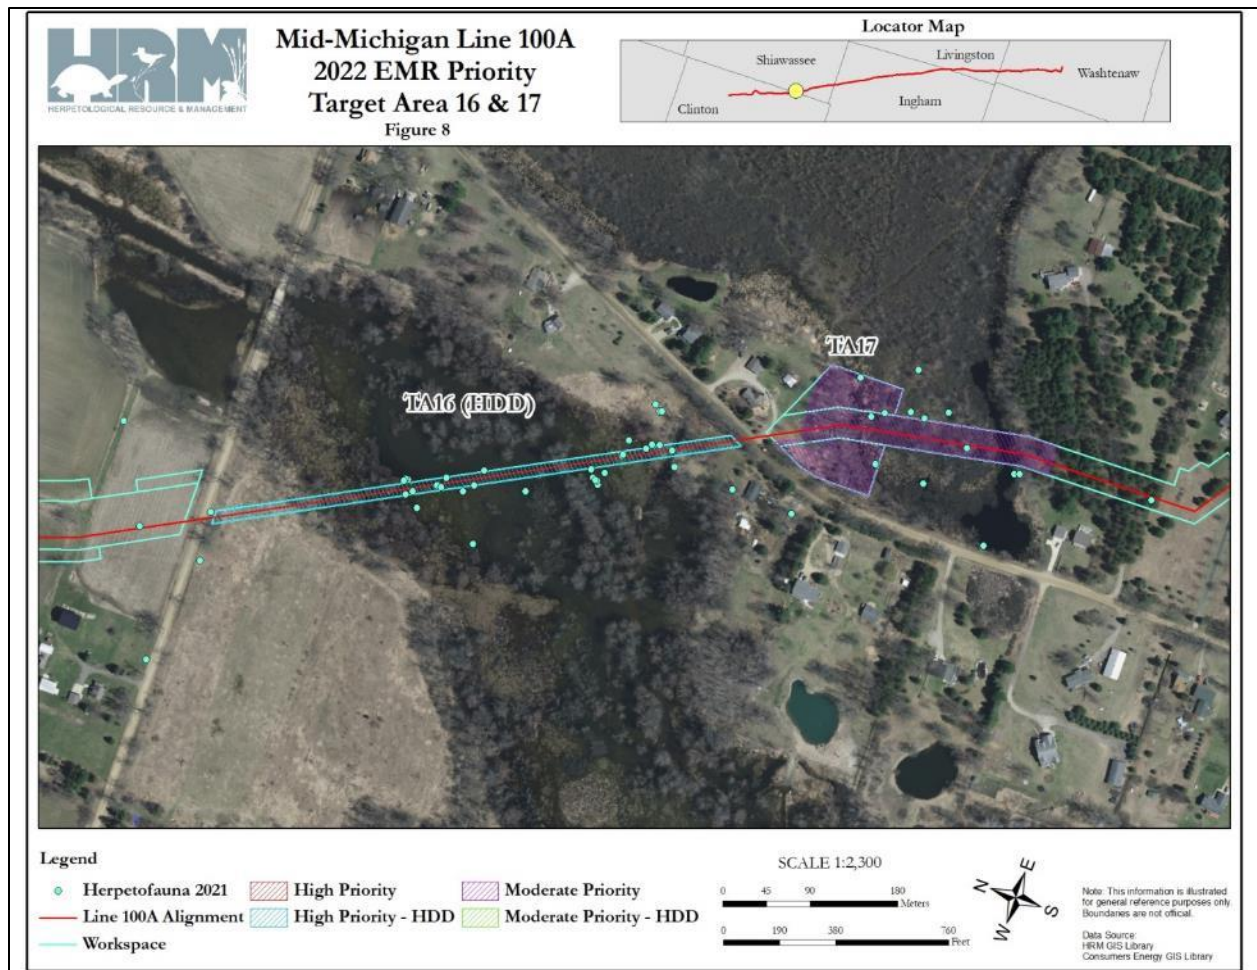 HRM
HERPETOLOGICAL RESOURCE & MANAGEMENT
Mid-Michigan Line 100A
2022 EMR Priority
Target Area 16 & 17
Figure 8
Locator Map
Shiawassee
Livingston
Washtenaw
Clinton
Ingham
TA17
TA16 (HDD)
Legend
Herpetofauna 2021
Line 100A Alignment
Workspace
High Priority
High Priority - HDD
Moderate Priority
Moderate Priority - HDD
SCALE 1:2,300
0 45 90 180
Meters
0 190 380 760
Feet
N
E
W
S
Note: This information is illustrated
for general reference purposes only.
Boundaries are not official.
Data Source:
HRM GIS Library
Consumers Energy GIS Library